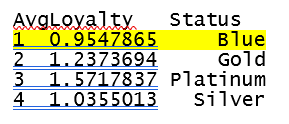 AvgLoyalty Status
1 0.9547865 Blue
2 1.2373694 Gold
3 1.5717837 Platinum
4 1.0355013 Silver